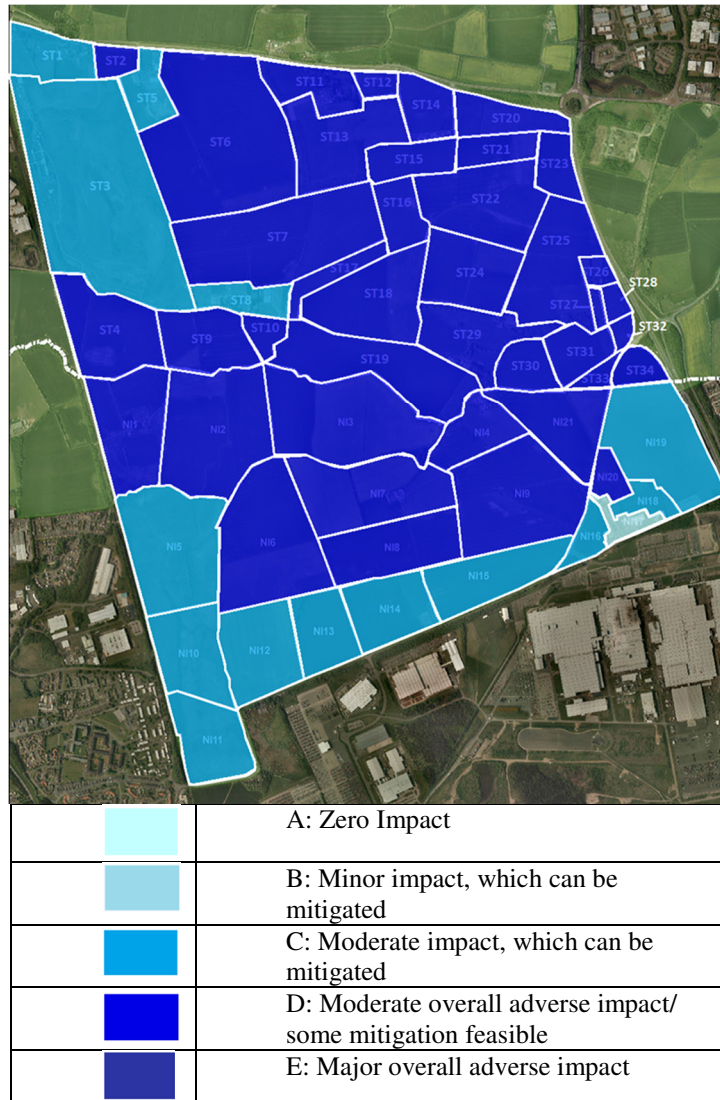 ST1
ST2
ST5
ST11
ST12
ST14
ST20
ST6
ST13
ST15
ST21
ST23
ST3
ST16
ST22
ST7
ST25
ST17
ST24
ST26
ST28
ST8
ST18
ST27
ST4
ST9
ST10
ST29
ST32
ST31
ST19
ST30
ST33
ST34
NI1
NI2
NI3
NI4
NI21
NI19
NI20
NI7
NI9
NI18
NI17
NI5
NI6
NI8
NI16
NI15
NI14
NI13
NI12
NI10
NI11
A: Zero Impact
B: Minor impact, which can be
mitigated
C: Moderate impact, which can be
mitigated
D: Moderate overall adverse impact/
some mitigation feasible
E: Major overall adverse impact